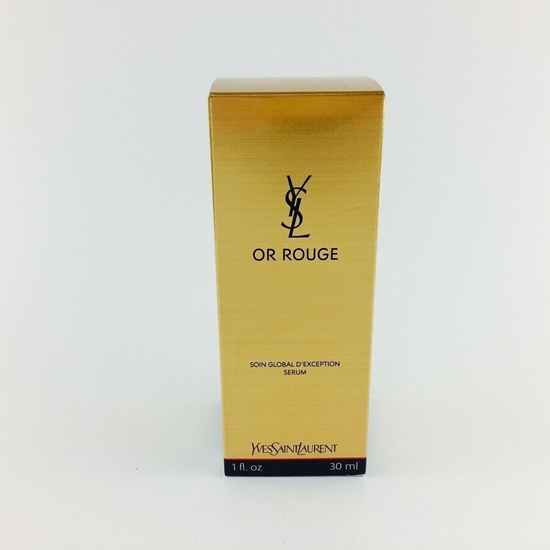 YSL
OR ROUGE
SOIN GLOBAL D'EXCEPTION
SERUM
YVESSAINTLAURENT
1 fl. oz 30 ml